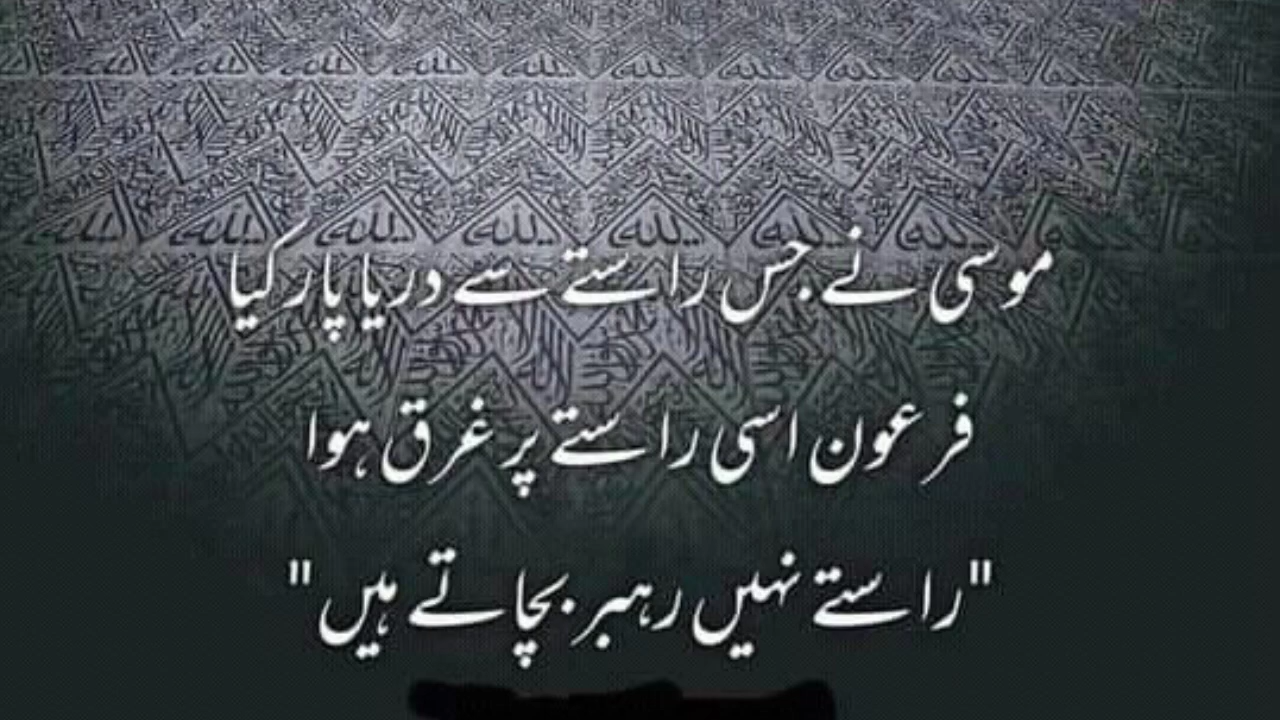 موسیٰ نے جس راستے سے دریا پار کیا
فرعون اسی راستے پر غرق ہوا
"راستے نہیں رہبر بچاتے ہیں"